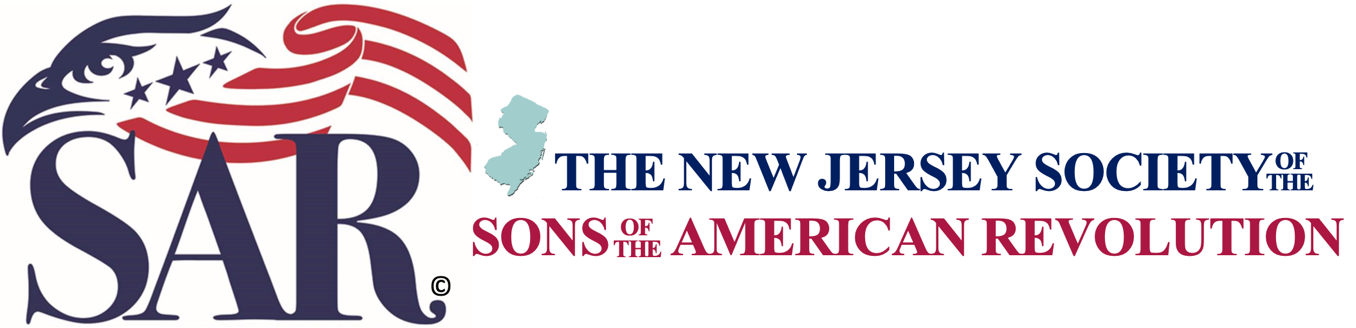 SAR
©
THE NEW JERSEY SOCIETY OF THE
SONS OF THE AMERICAN REVOLUTION